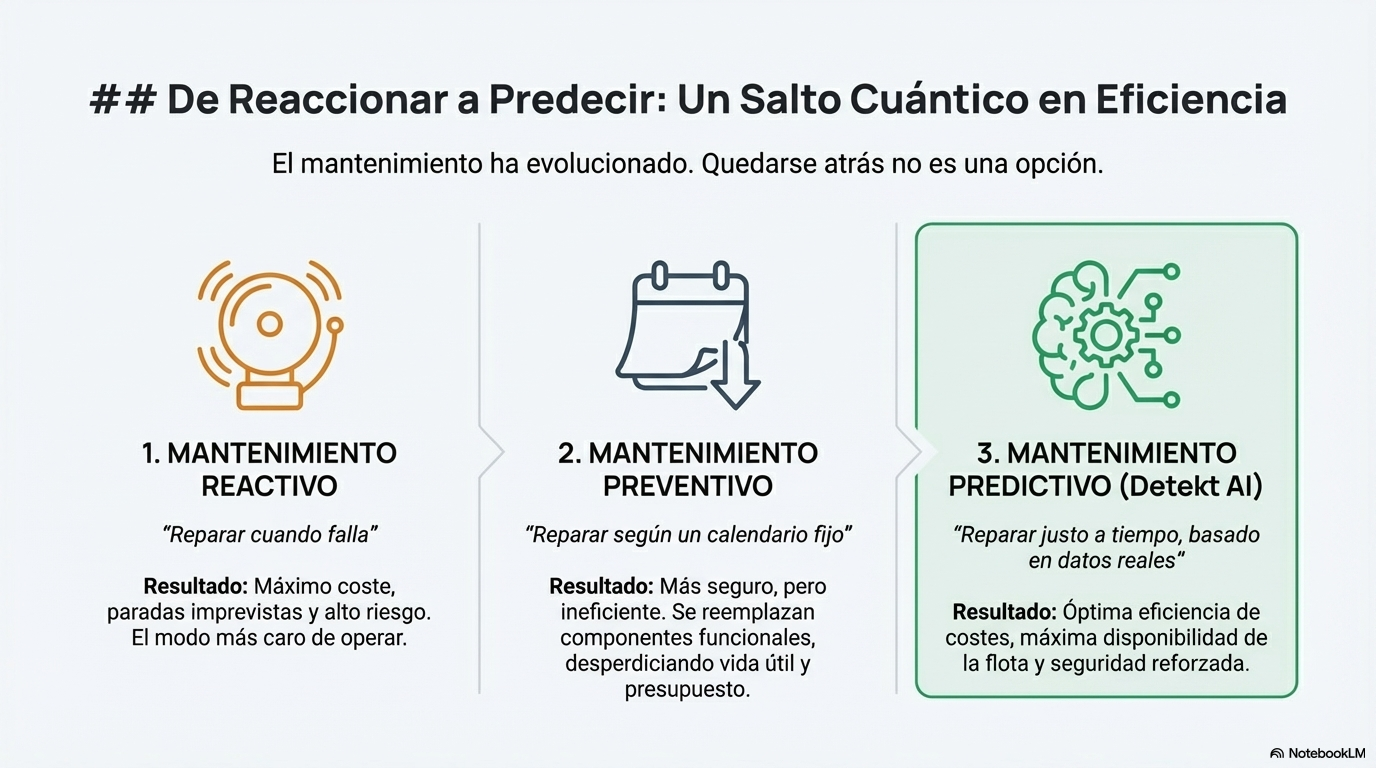 ## De Reaccionar a Predecir: Un Salto Cuántico en Eficiencia
El mantenimiento ha evolucionado. Quedarse atrás no es una opción.
1. MANTENIMIENTO
REACTIVO
“Reparar cuando falla”
Resultado: Máximo coste,
paradas imprevistas y alto riesgo.
El modo más caro de operar.
2. MANTENIMIENTO
PREVENTIVO
“Reparar según un calendario fijo”
Resultado: Más seguro, pero
ineficiente. Se reemplazan
componentes funcionales,
desperdiciando vida útil y
presupuesto.
3. MANTENIMIENTO
PREDICTIVO (Detekt AI)
“Reparar justo a tiempo, basado
en datos reales”
Resultado: Óptima eficiencia de
costes, máxima disponibilidad de
la flota y seguridad reforzada.
NotebookLM